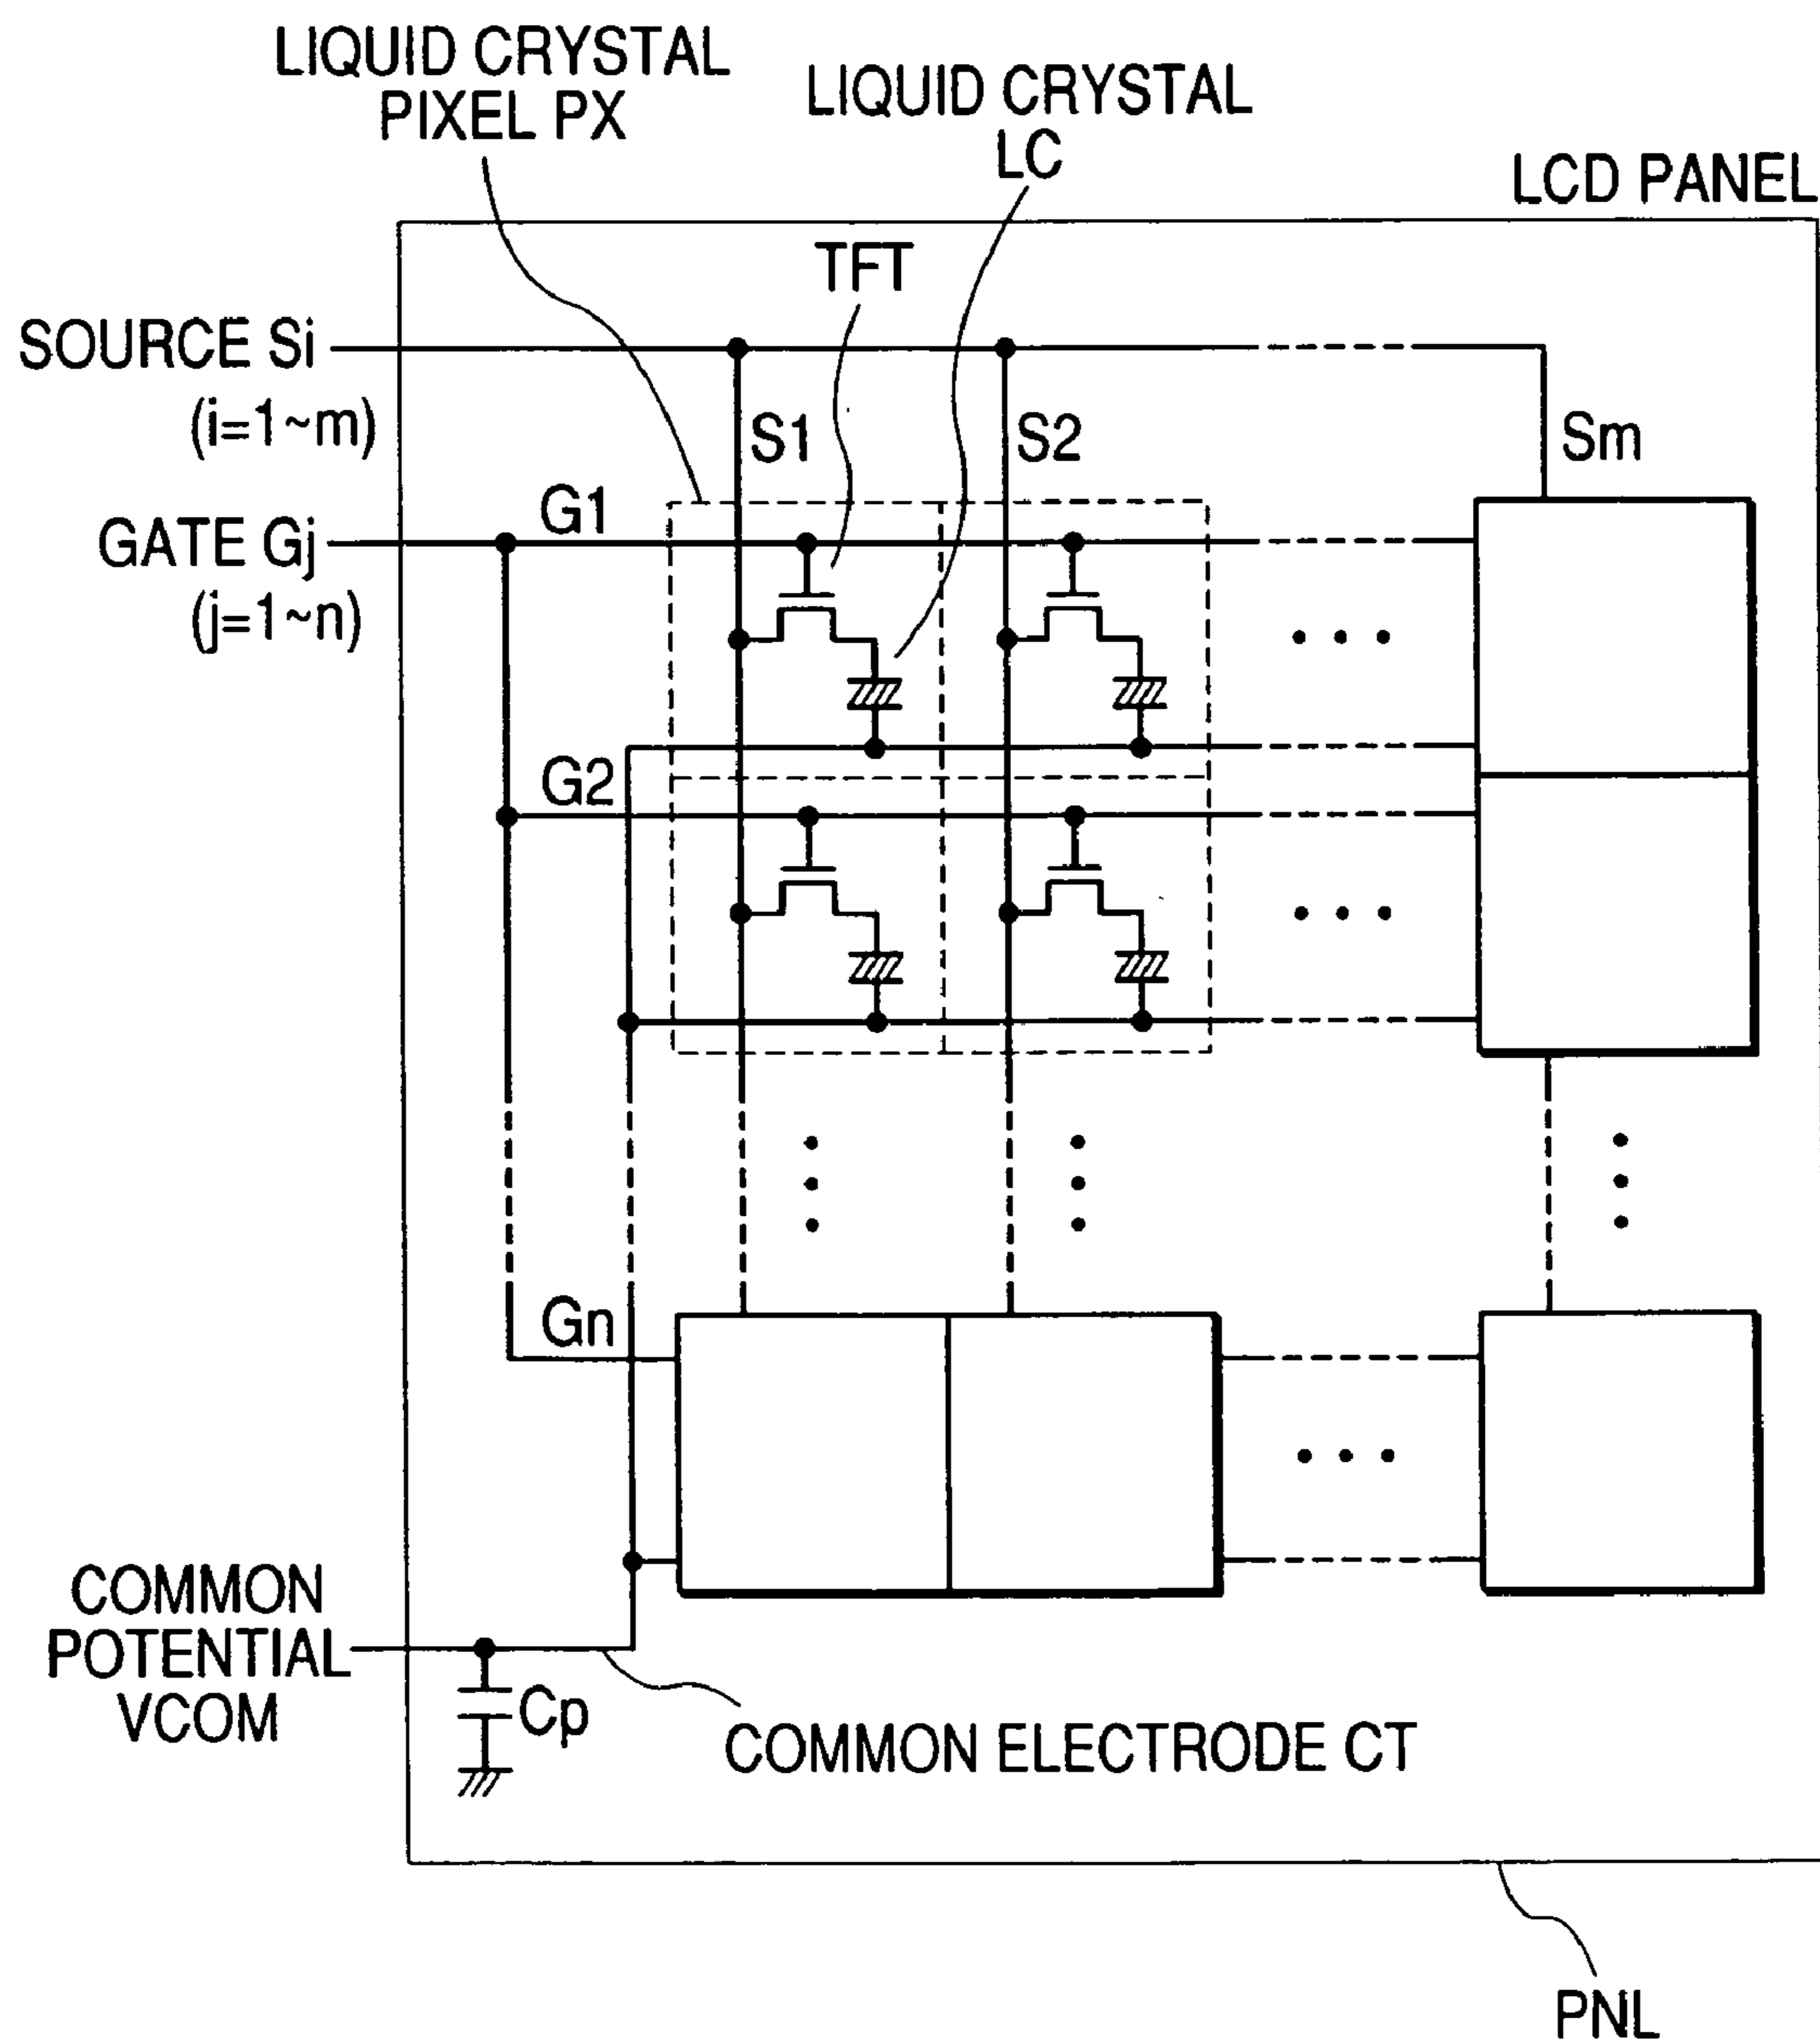 LIQUID CRYSTAL
PIXEL PX
LIQUID CRYSTAL
LC
LCD PANEL
TFT
SOURCE Si
(i=1~m)
S1
S2
Sm
GATE Gj
(j=1~n)
G1
G2
Gn
COMMON
POTENTIAL
VCOM
Cp
COMMON ELECTRODE CT
PNL